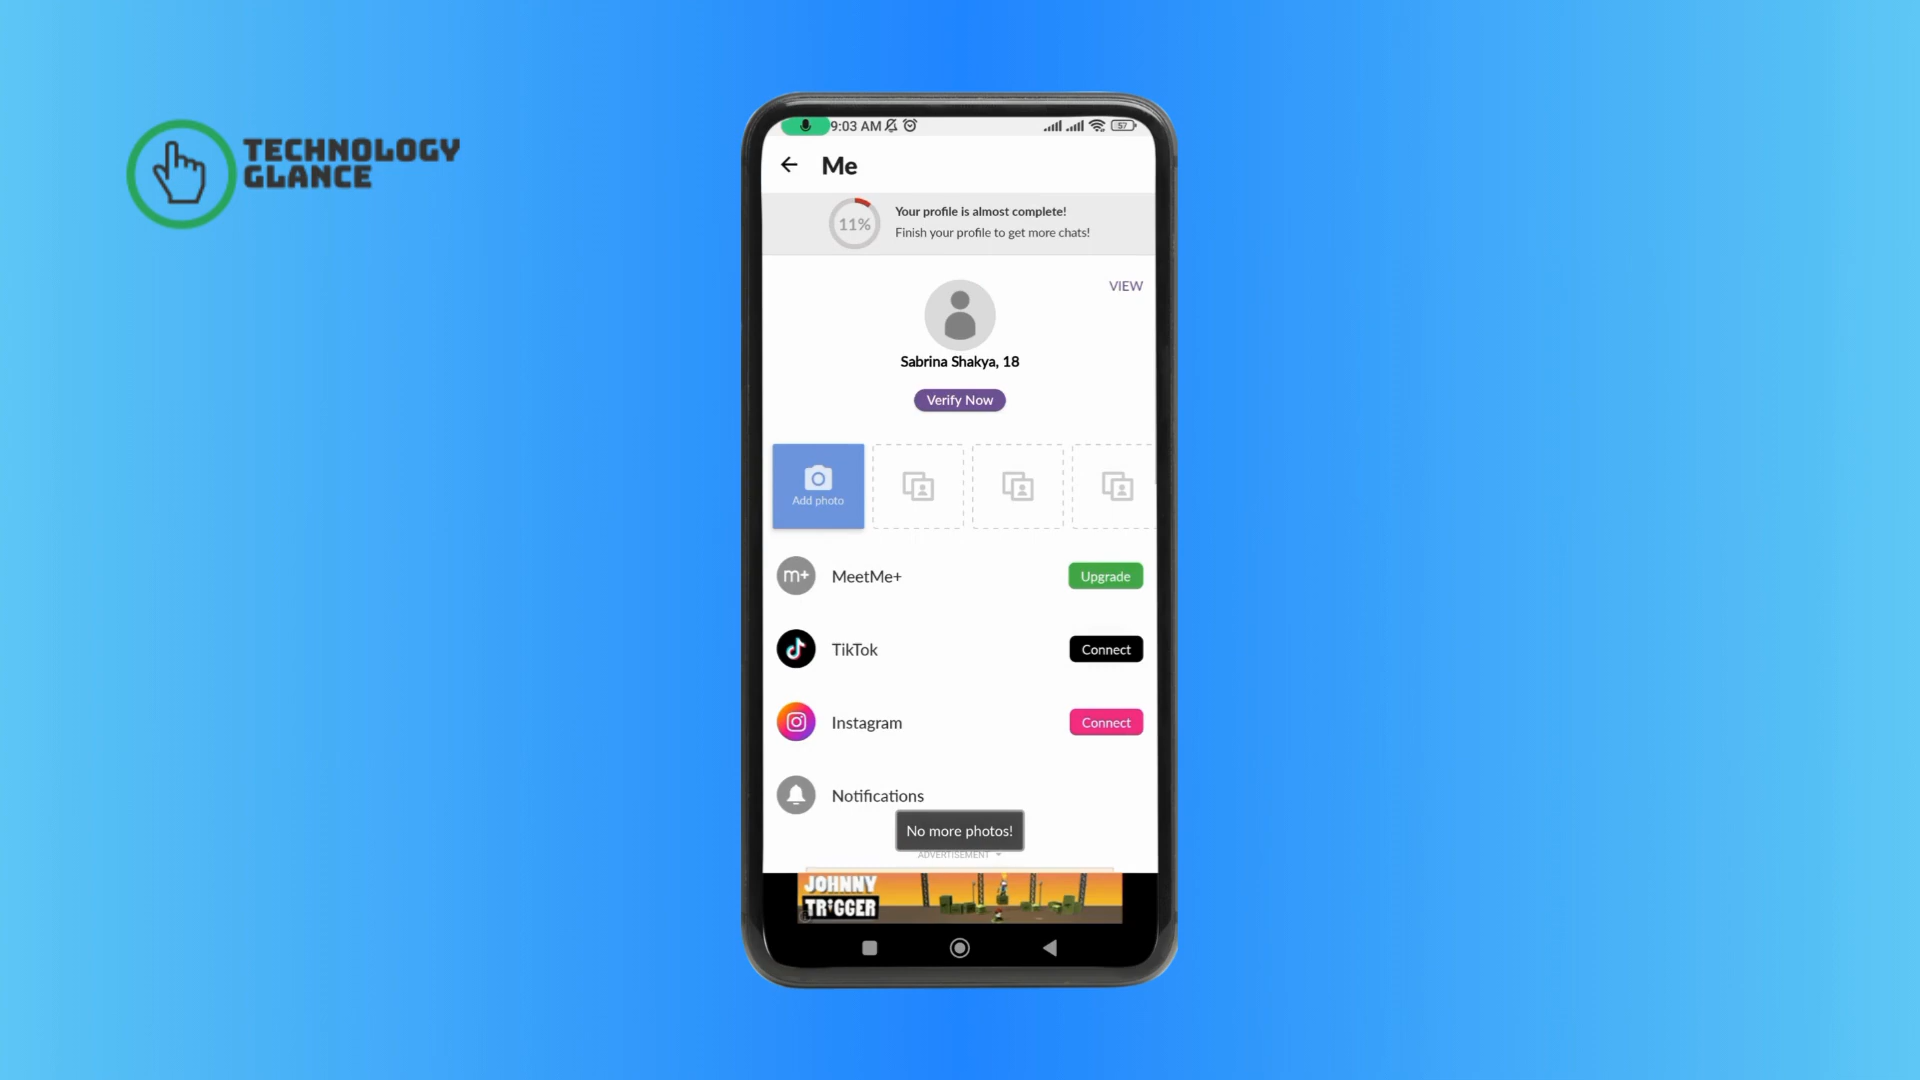 TECHNOLOGY
GLANCE
9:03 AM
57
Me
11%
Your profile is almost complete!
Finish your profile to get more chats!
VIEW
Sabrina Shakya, 18
Verify Now
Add photo
m+
MeetMe+
Upgrade
TikTok
Connect
Instagram
Connect
Notifications
No more photos!
ADVERTISEMENT
JOHNNY
TRIGGER